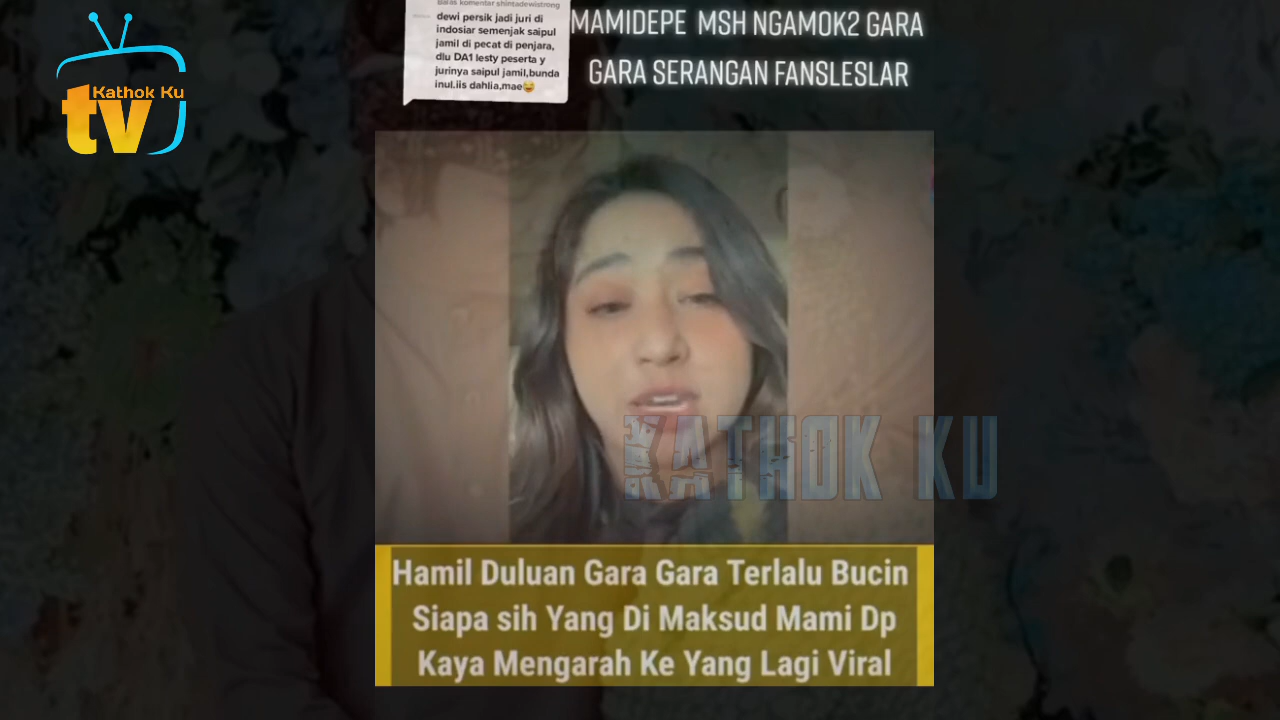 Balas komentar shintadewistrong
dewi persik jadi juri di
indosiar semenjak saipul
jamil di pecat di penjara,
dlu DA1 lesty peserta y
jurinya saipul jamil,bunda
inul.iis dahlia,mae😄
MAMIDEPE MSH NGAMOK2 GARA
GARA SERANGAN FANSLESLAR
Kathok Ku
tv
KATHOK KU
Hamil Duluan Gara Gara Terlalu Bucin
Siapa sih Yang Di Maksud Mami Dp
Kaya Mengarah Ke Yang Lagi Viral